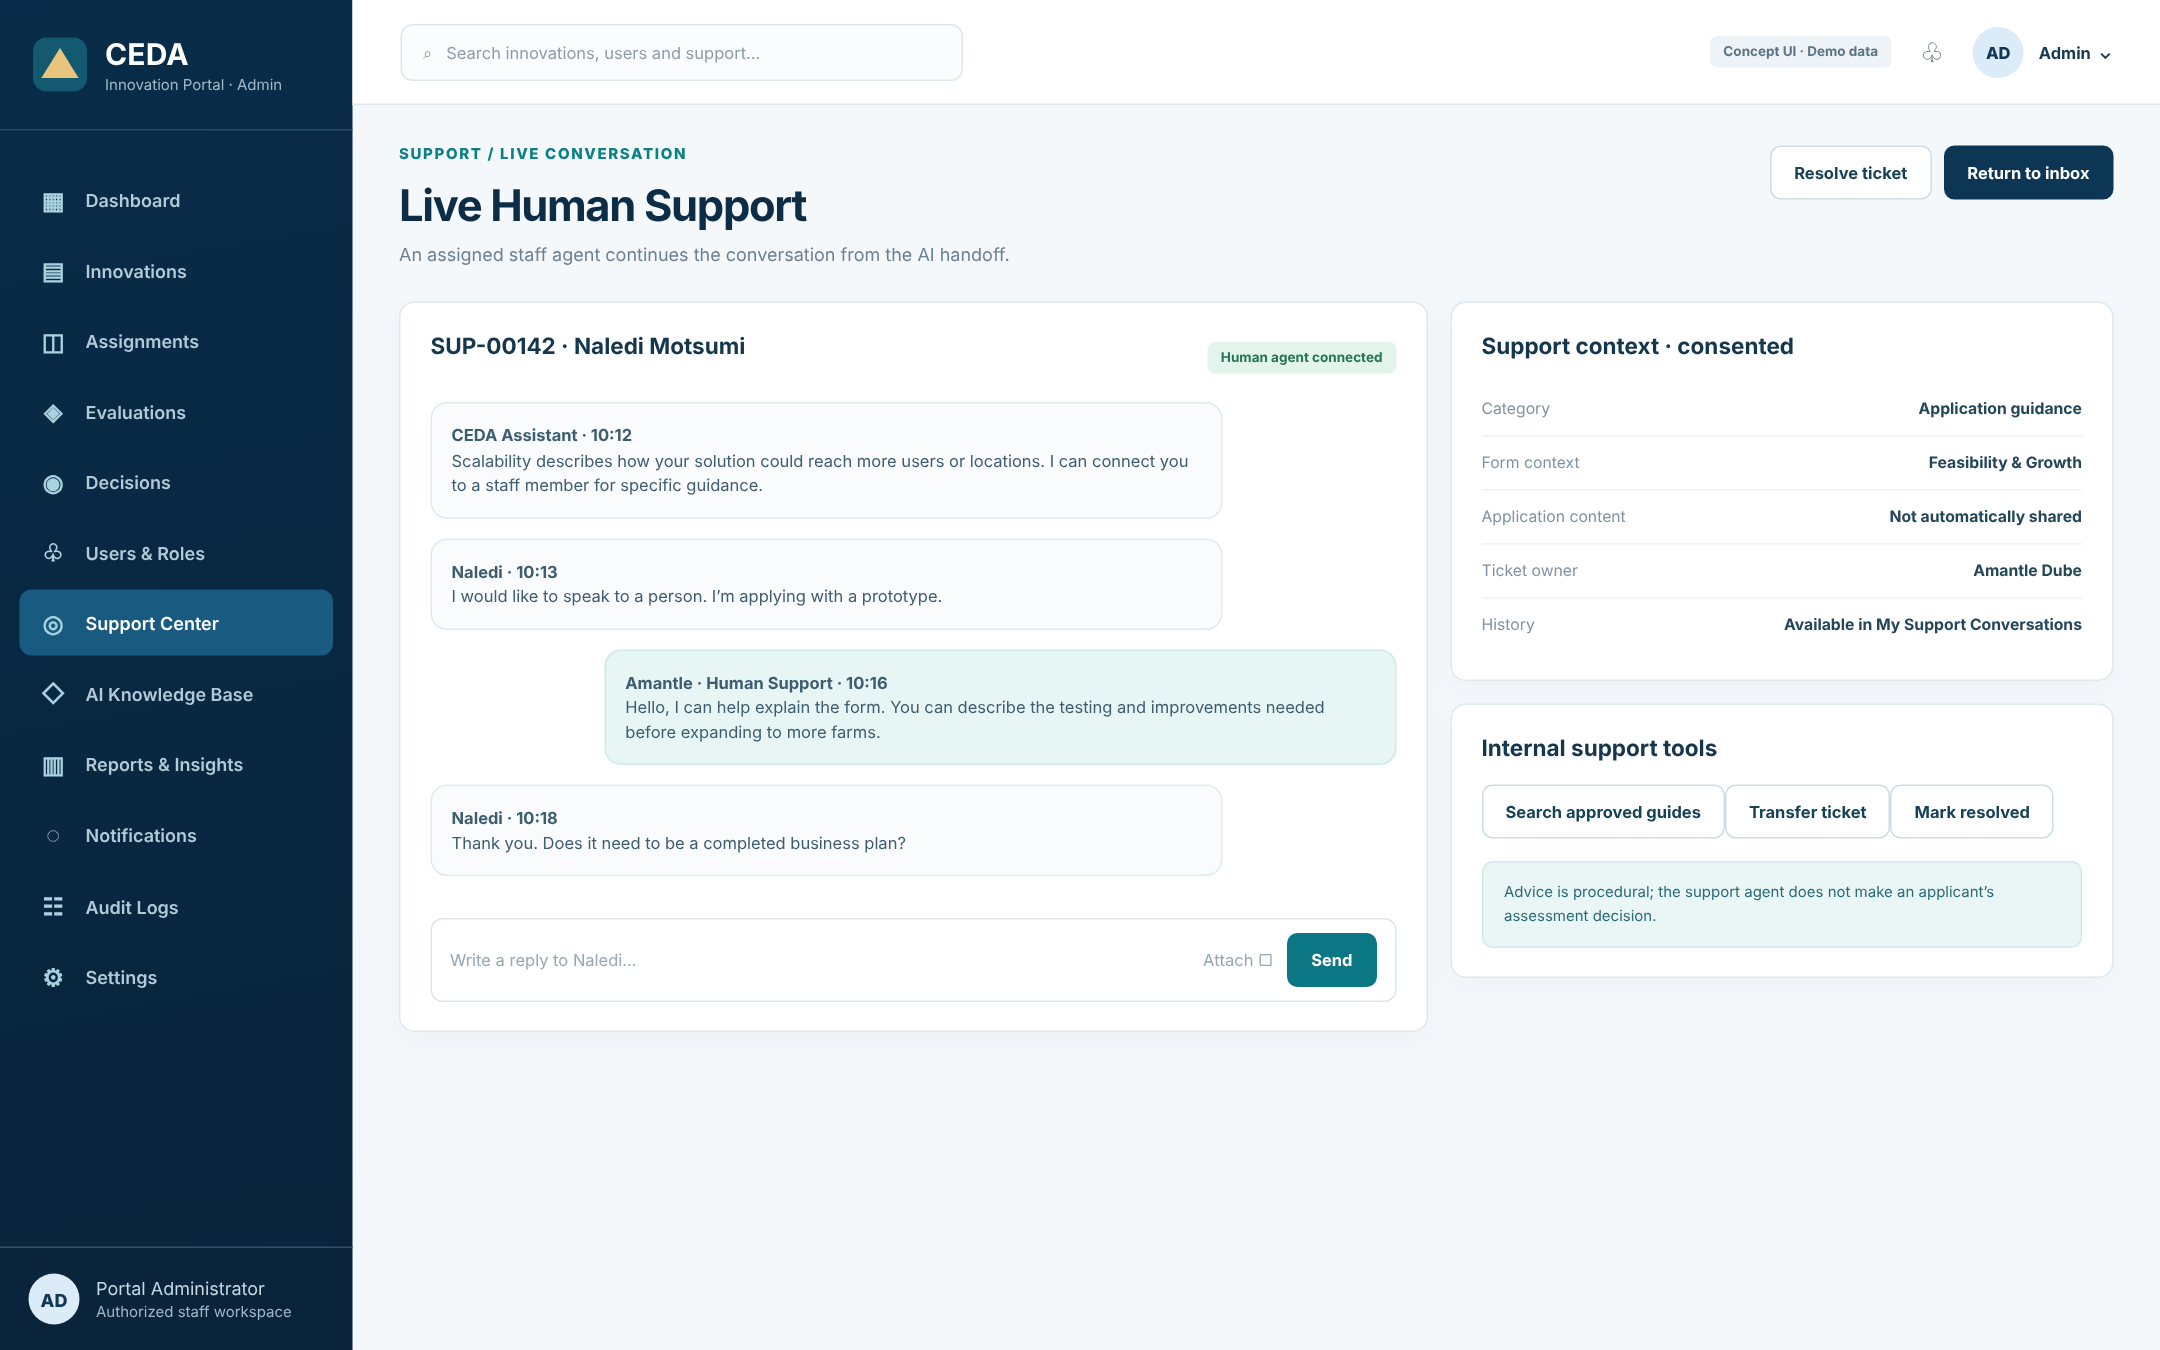 CEDA
Innovation Portal · Admin
Dashboard
Innovations
Assignments
Evaluations
Decisions
Users & Roles
Support Center
AI Knowledge Base
Reports & Insights
Notifications
Audit Logs
Settings
AD
Portal Administrator
Authorized staff workspace
Search innovations, users and support...
Concept UI · Demo data
AD
Admin
SUPPORT / LIVE CONVERSATION
Live Human Support
An assigned staff agent continues the conversation from the AI handoff.
Resolve ticket
Return to inbox
SUP-00142 · Naledi Motsumi
Human agent connected
CEDA Assistant · 10:12
Scalability describes how your solution could reach more users or locations. I can connect you
to a staff member for specific guidance.
Naledi · 10:13
I would like to speak to a person. I’m applying with a prototype.
Amantle · Human Support · 10:16
Hello, I can help explain the form. You can describe the testing and improvements needed
before expanding to more farms.
Naledi · 10:18
Thank you. Does it need to be a completed business plan?
Write a reply to Naledi...
Attach
Send
Support context · consented
Category Application guidance
Form context Feasibility & Growth
Application content Not automatically shared
Ticket owner Amantle Dube
History Available in My Support Conversations
Internal support tools
Search approved guides
Transfer ticket
Mark resolved
Advice is procedural; the support agent does not make an applicant’s
assessment decision.